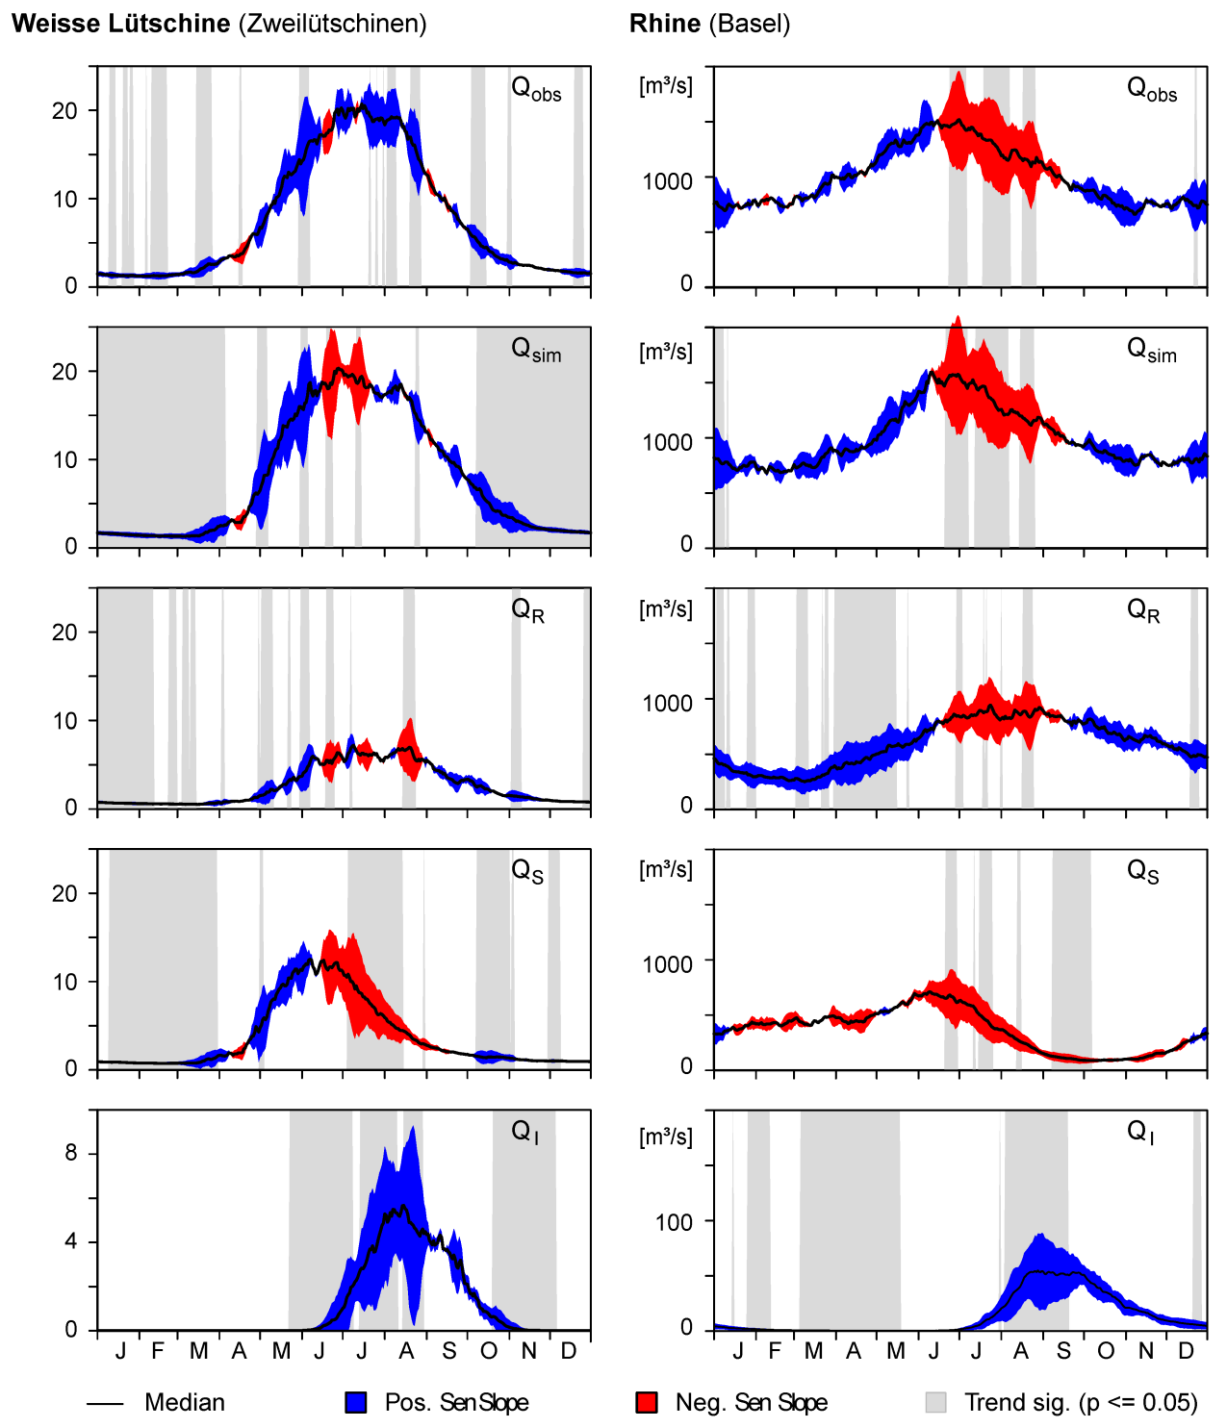 Weisse Lütschine (Zweilütschinen) Rhine (Basel)
Qobs [m³/s] Qobs
20
10 1000
0 0
Qsim [m³/s] Qsim
20
10 1000
0 0
QR [m³/s] QR
20
10 1000
0 0
QS [m³/s] QS
20
10 1000
0 0
QI [m³/s] QI
8
4 100
0 0
J F M A M J J A S O N D J F M A M J J A S O N D
Median Pos. Sen Slope Neg. Sen Slope Trend sig. (p <= 0.05)